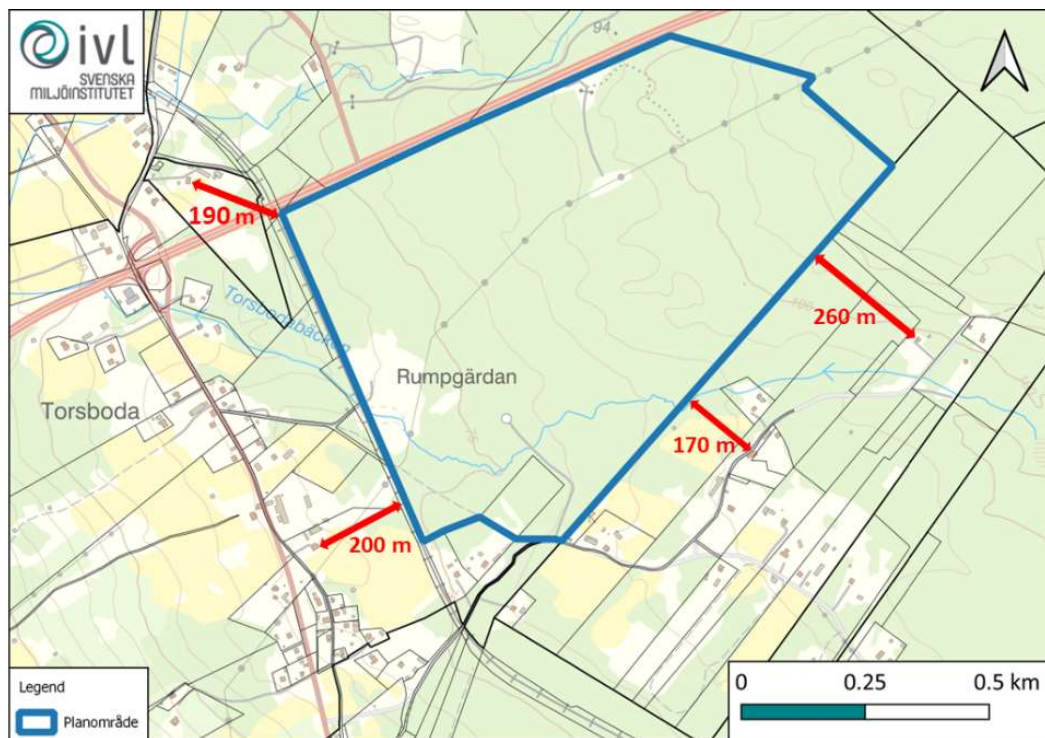 ivl
SVENSKA
MILJÖINSTITUTET
94
190 m
Torsbodabäcken
260 m
Rumpgärdan
Torsboda
170 m
200 m
Legend
Planområde
0 0.25 0.5 km